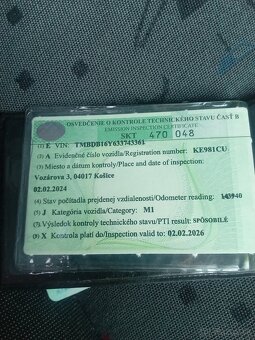 OSVEDČENIE O KONTROLE TECHNICKÉHO STAVU ČASŤ B
EMISSION INSPECTION CERTIFICATE
SKT 470 048
(1) E VIN: TMBDB16Y633743361
(2) A Evidenčné číslo vozidla/Registration number: KE981CU
(3) Miesto a dátum kontroly/Place and date of inspection:
Vozárova 3, 04017 Košice
02.02.2024
(4) Stav počítadla prejdenej vzdialenosti/Odometer reading:
(5) J Kategória vozidla/Category: M1
(7) Výsledok kontroly technického stavu/PTI result: SPÔSOBILÉ
(8) X Kontrola platí do/Inspection valid to: 02.02.2026